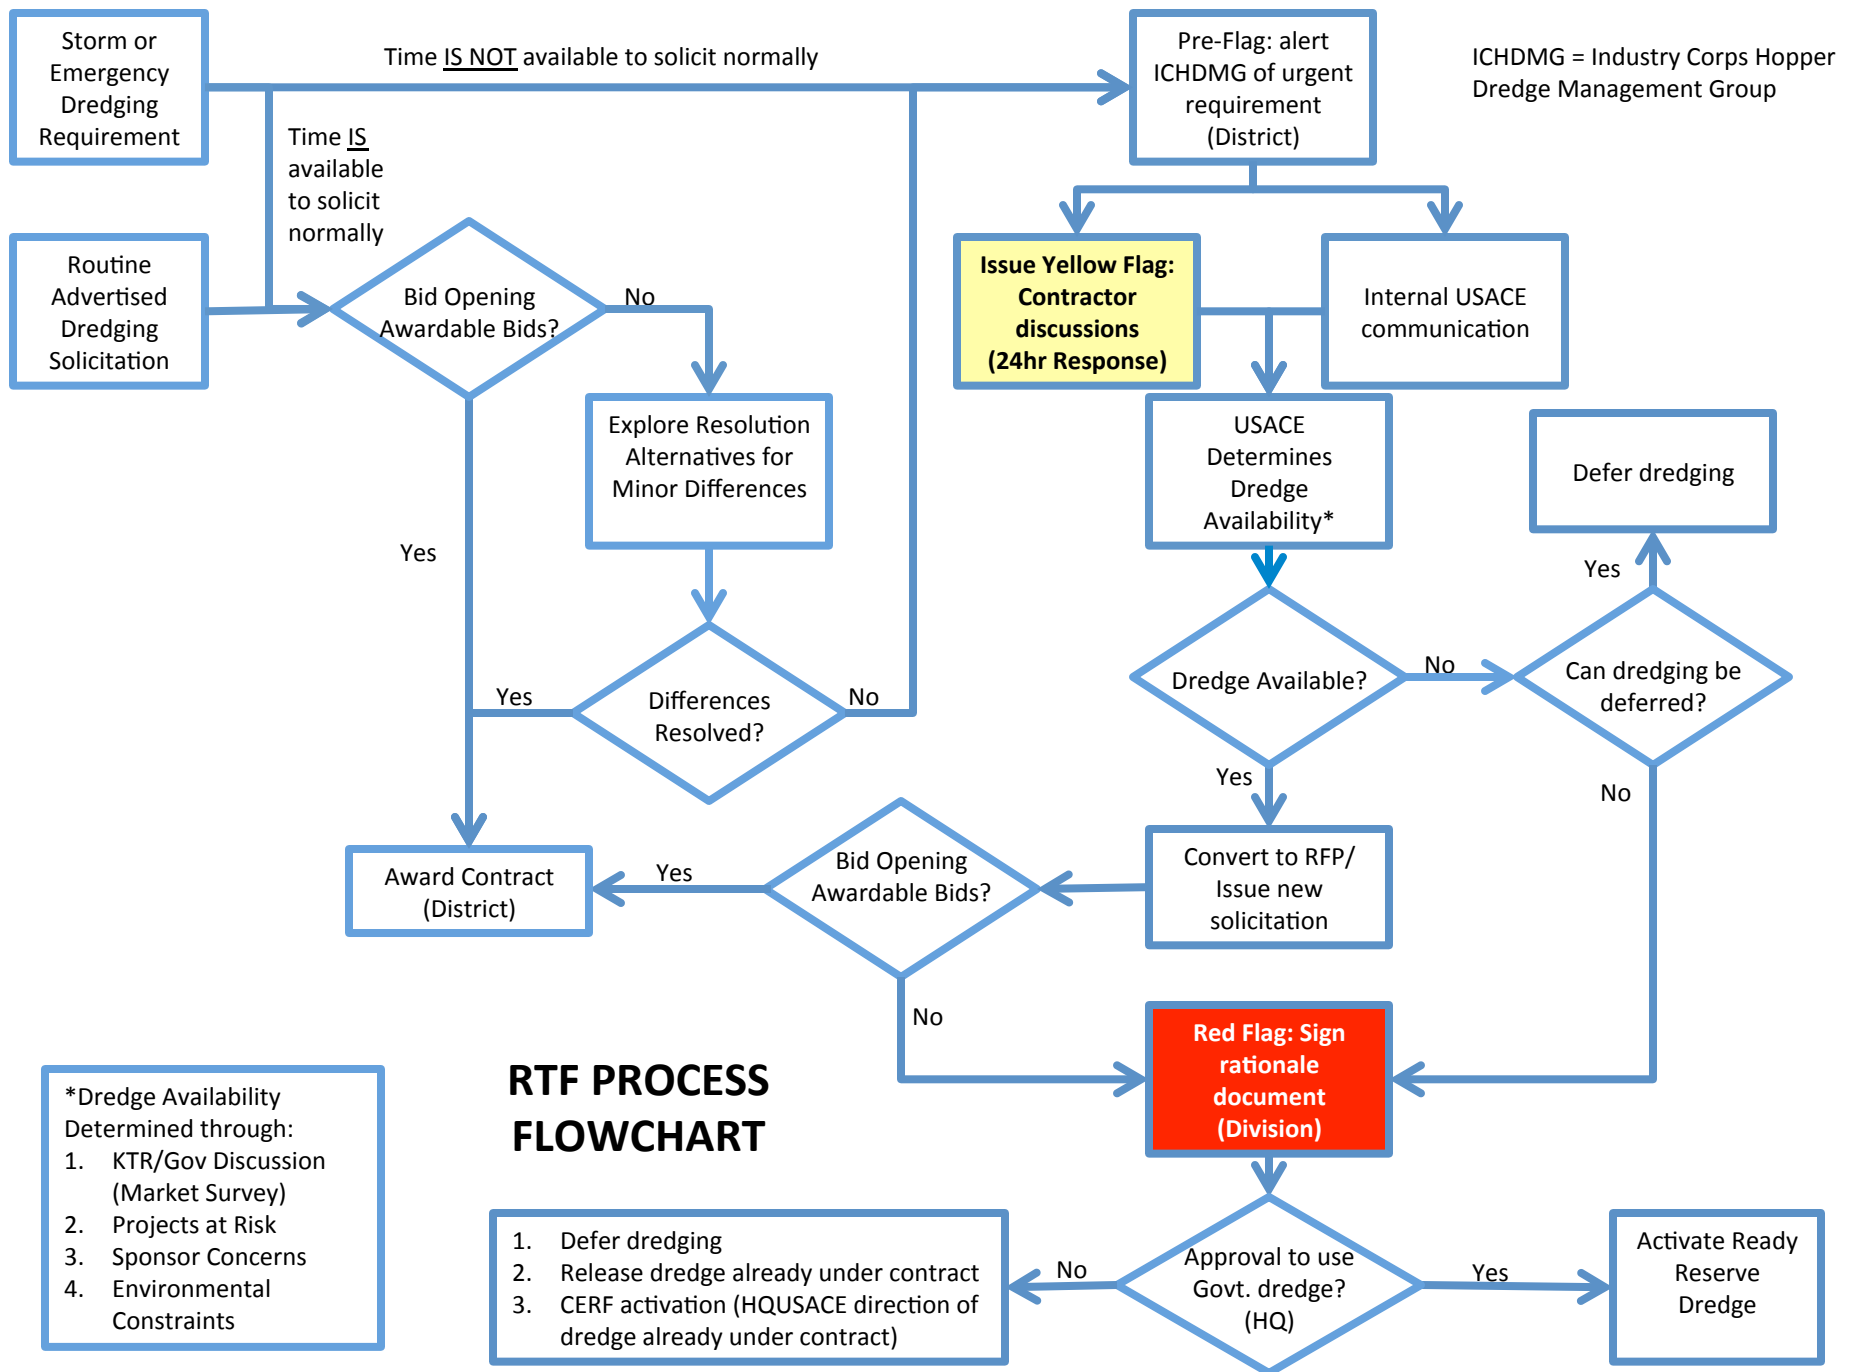 Storm or
Emergency
Dredging
Requirement
Time IS NOT available to solicit normally
Pre-Flag: alert
ICHDMG of urgent
requirement
(District)
ICHDMG = Industry Corps Hopper
Dredge Management Group
Time IS
available
to solicit
normally
Routine
Advertised
Dredging
Solicitation
Bid Opening
Awardable Bids?
No
Issue Yellow Flag:
Contractor
discussions
(24hr Response)
Internal USACE
communication
Explore Resolution
Alternatives for
Minor Differences
USACE
Determines
Dredge
Availability*
Defer dredging
Yes
Yes
Differences
Resolved?
Yes
No
Dredge Available?
No
Can dredging be
deferred?
Yes
No
Award Contract
(District)
Yes
Bid Opening
Awardable Bids?
Convert to RFP/
Issue new
solicitation
No
Red Flag: Sign
rationale
document
(Division)
RTF PROCESS
FLOWCHART
*Dredge Availability
Determined through:
1. KTR/Gov Discussion
(Market Survey)
2. Projects at Risk
3. Sponsor Concerns
4. Environmental
Constraints
1. Defer dredging
2. Release dredge already under contract
3. CERF activation (HQUSACE direction of
dredge already under contract)
No
Approval to use
Govt. dredge?
(HQ)
Yes
Activate Ready
Reserve
Dredge